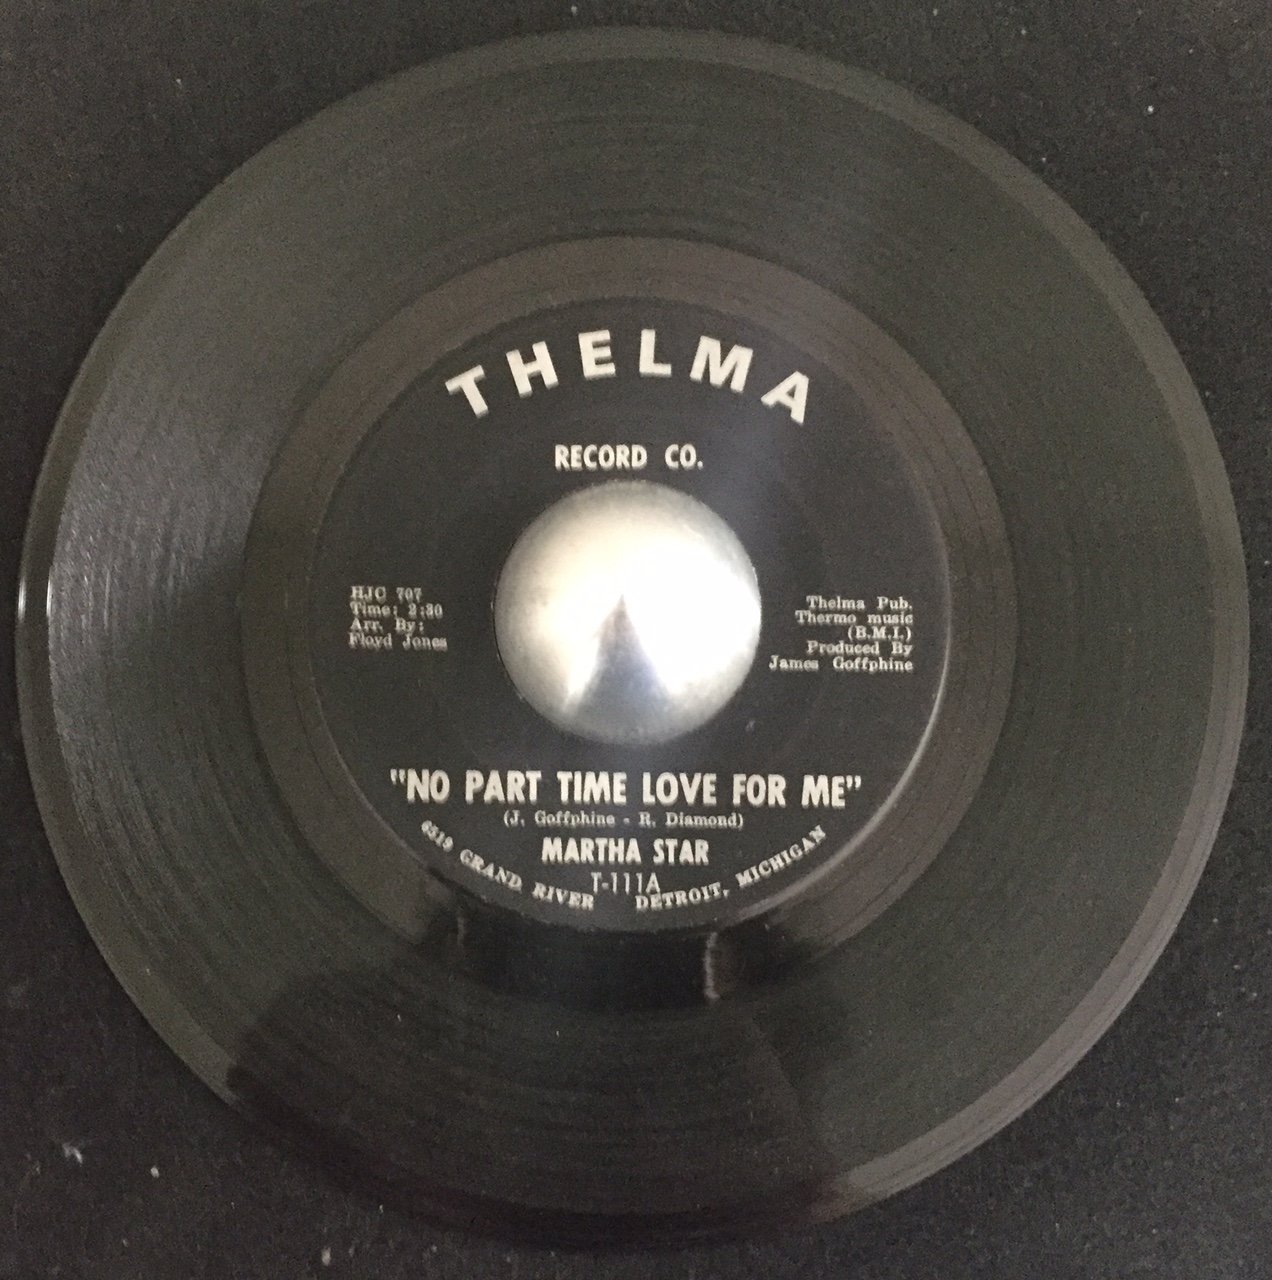 THELMA
RECORD CO.
HJC 707
Time: 2:30
Arr. By:
Floyd Jones
Thelma Pub.
Thermo music
(B.M.I.)
Produced By
James Goffphine
"NO PART TIME LOVE FOR ME"
(J. Goffphine - R. Diamond)
MARTHA STAR
T-111A
6519 GRAND RIVER DETROIT, MICHIGAN